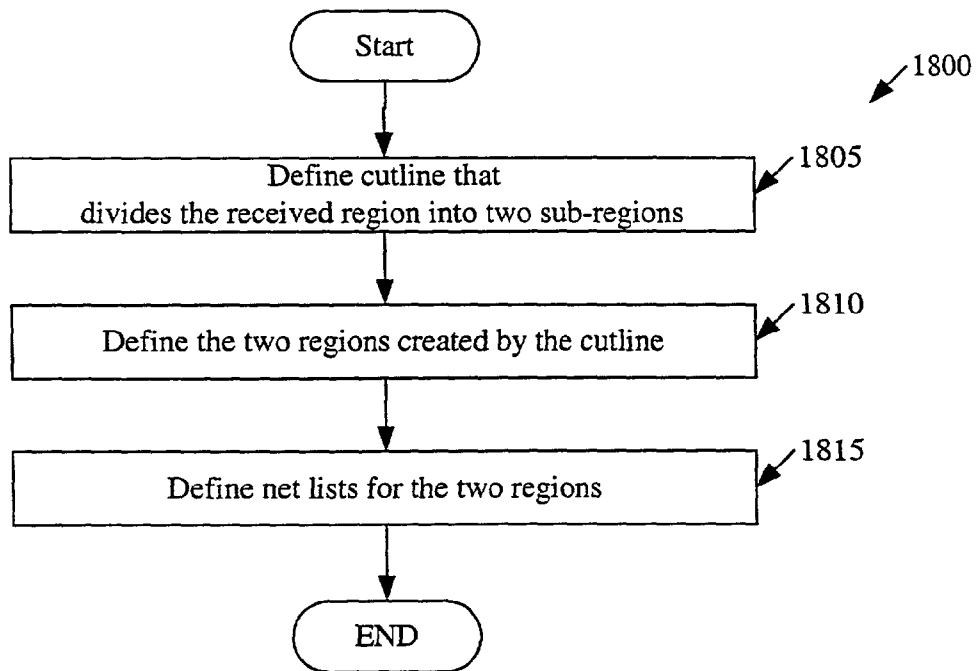 Start
1800
1805
Define cutline that
divides the received region into two sub-regions
1810
Define the two regions created by the cutline
1815
Define net lists for the two regions
END